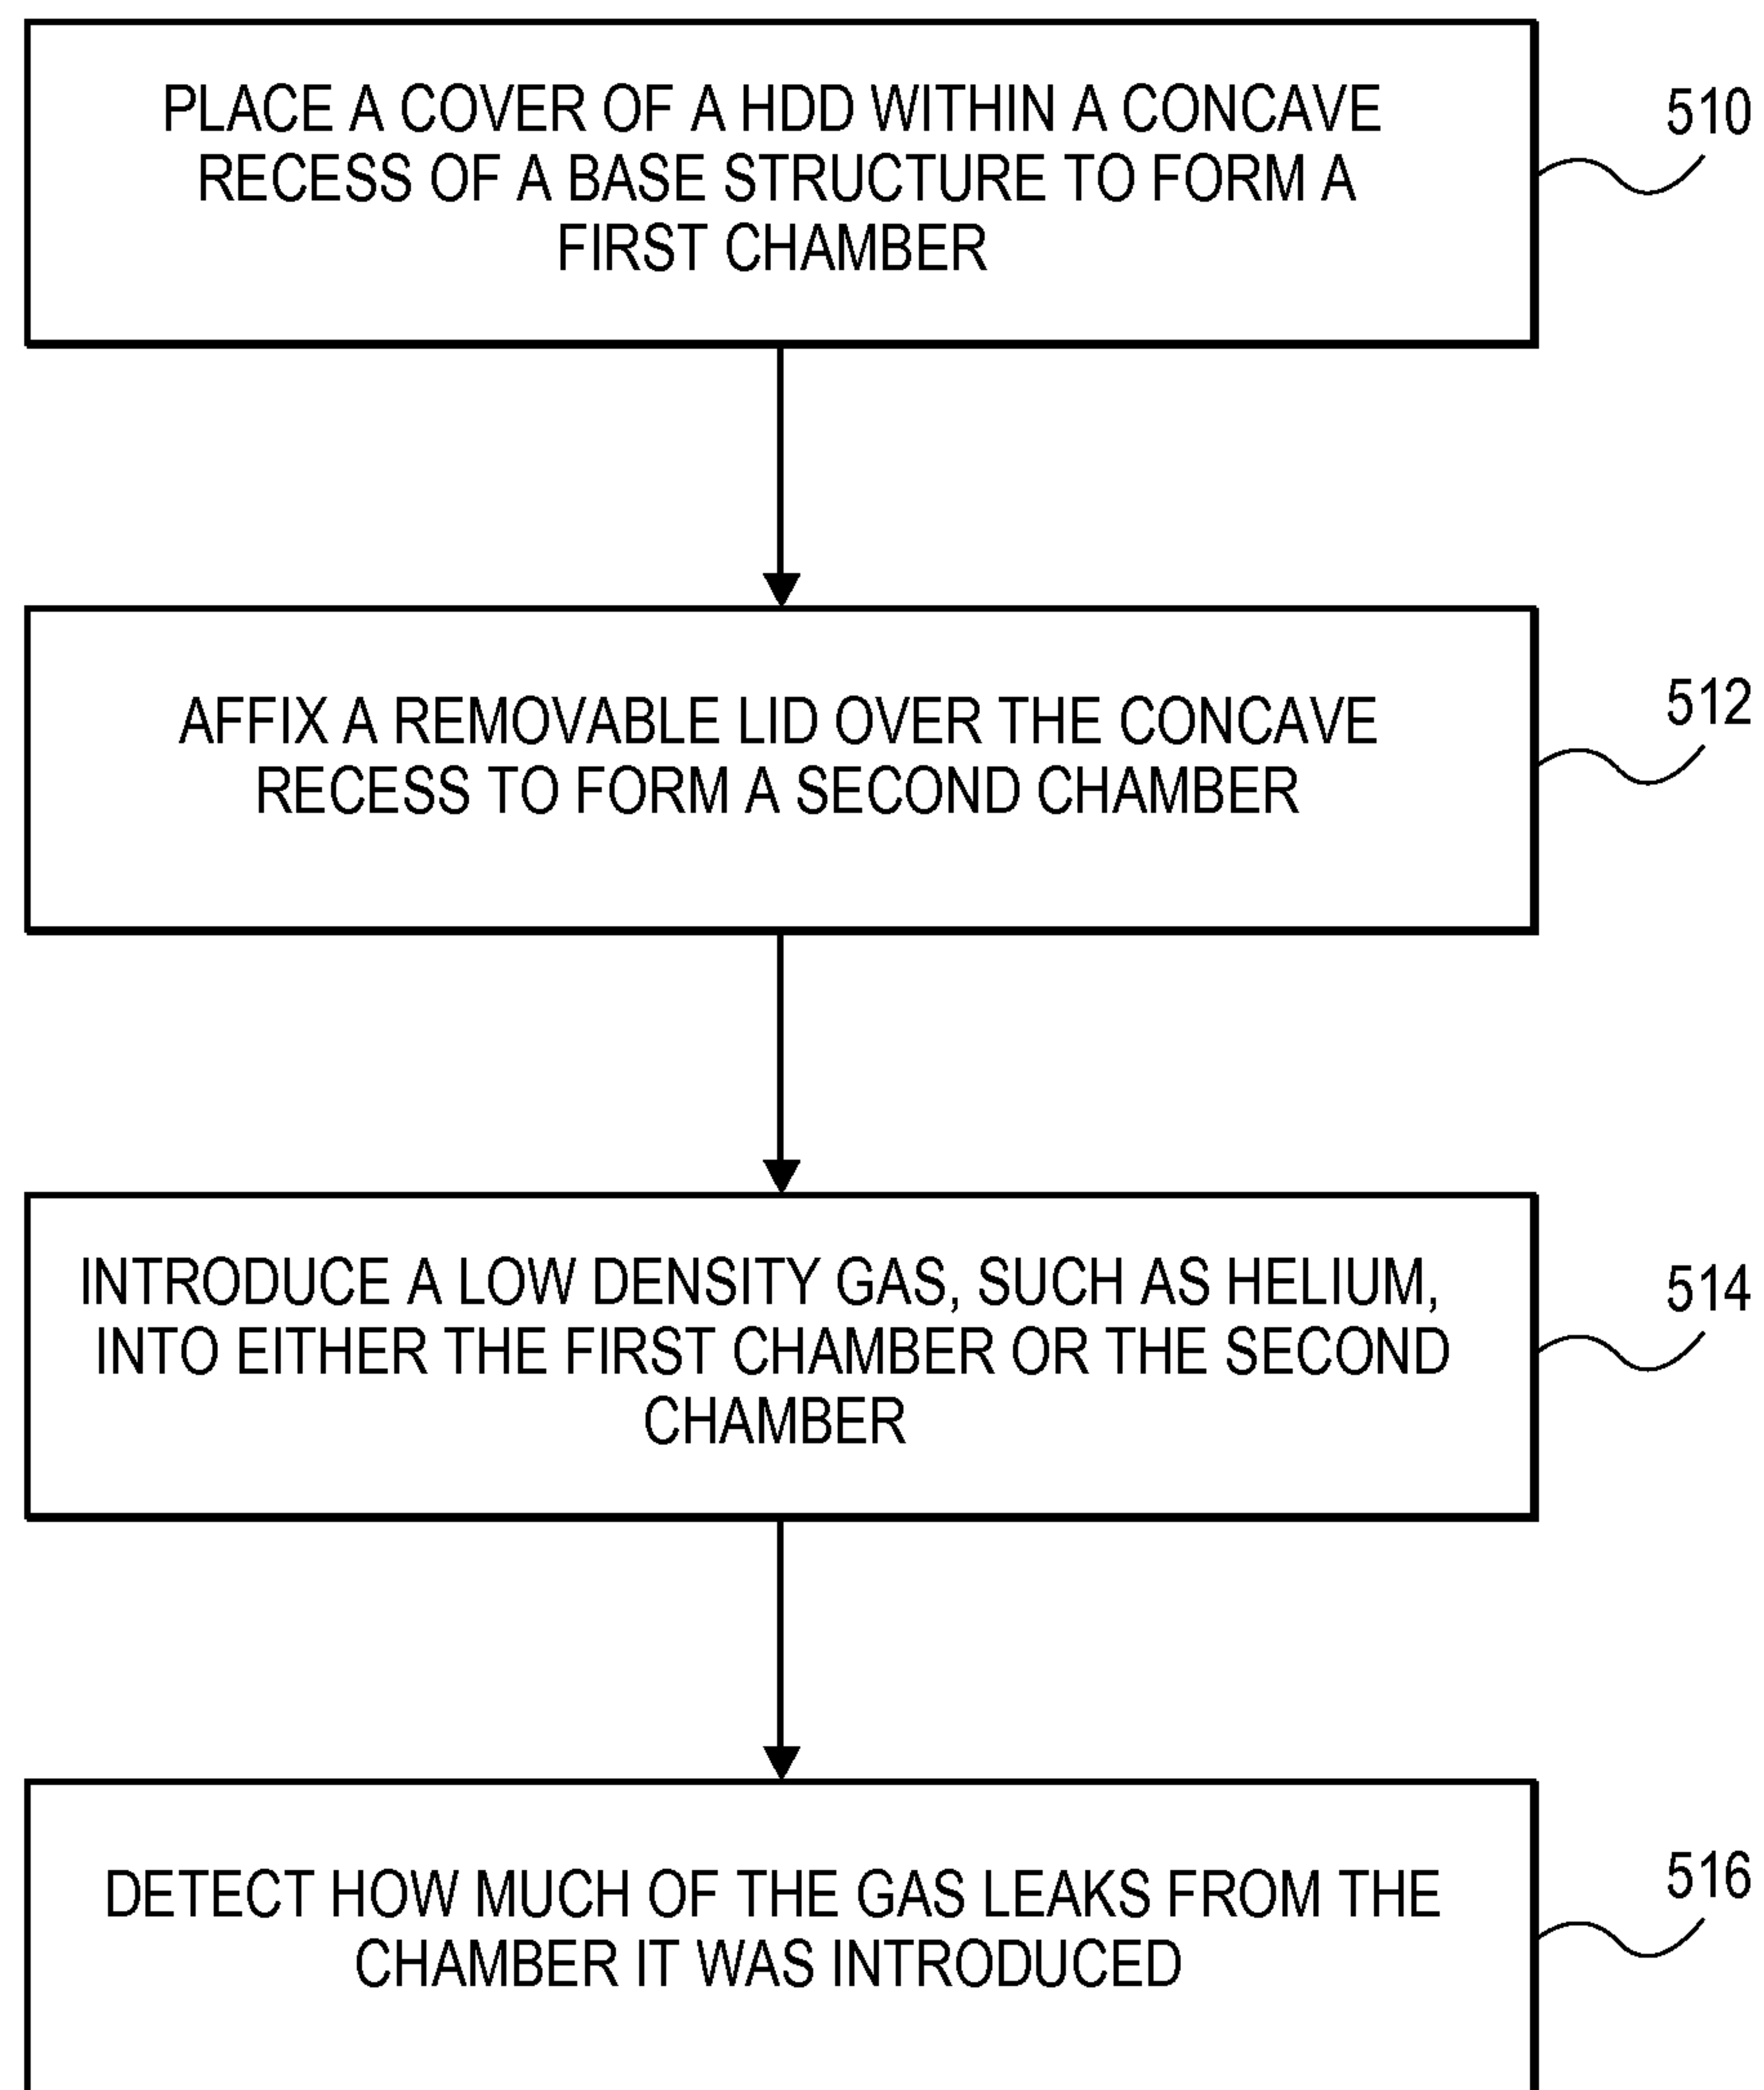 PLACE A COVER OF A HDD WITHIN A CONCAVE
RECESS OF A BASE STRUCTURE TO FORM A
FIRST CHAMBER
510
AFFIX A REMOVABLE LID OVER THE CONCAVE
RECESS TO FORM A SECOND CHAMBER
512
INTRODUCE A LOW DENSITY GAS, SUCH AS HELIUM,
INTO EITHER THE FIRST CHAMBER OR THE SECOND
CHAMBER
514
DETECT HOW MUCH OF THE GAS LEAKS FROM THE
CHAMBER IT WAS INTRODUCED
516